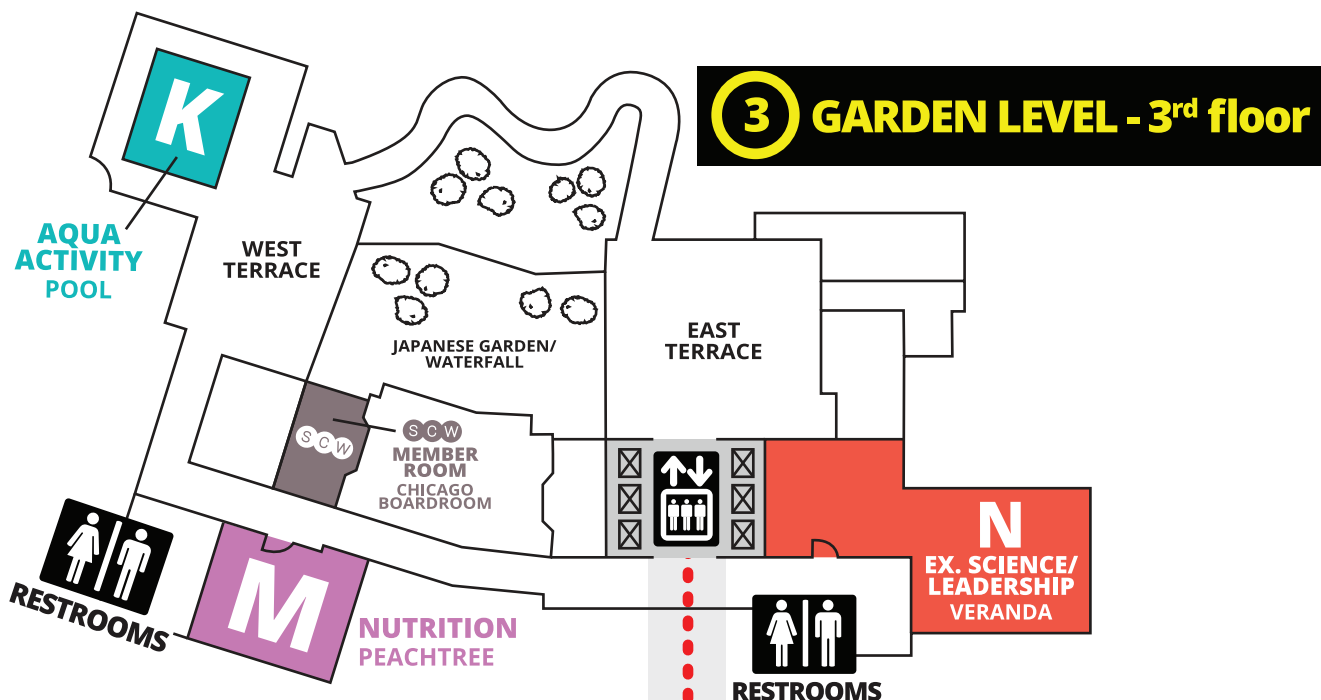 3 GARDEN LEVEL - 3rd floor
K
AQUA
ACTIVITY
POOL
WEST
TERRACE
JAPANESE GARDEN/
WATERFALL
EAST
TERRACE
SCW
SCW
MEMBER
ROOM
CHICAGO
BOARDROOM
N
EX. SCIENCE/
LEADERSHIP
VERANDA
RESTROOMS
M
NUTRITION
PEACHTREE
RESTROOMS